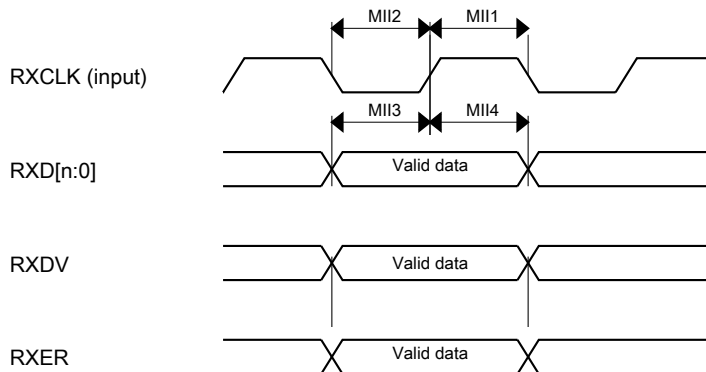 MII2 MII1
RXCLK (input)
MII3 MII4
RXD[n:0] Valid data
RXDV Valid data
RXER Valid data